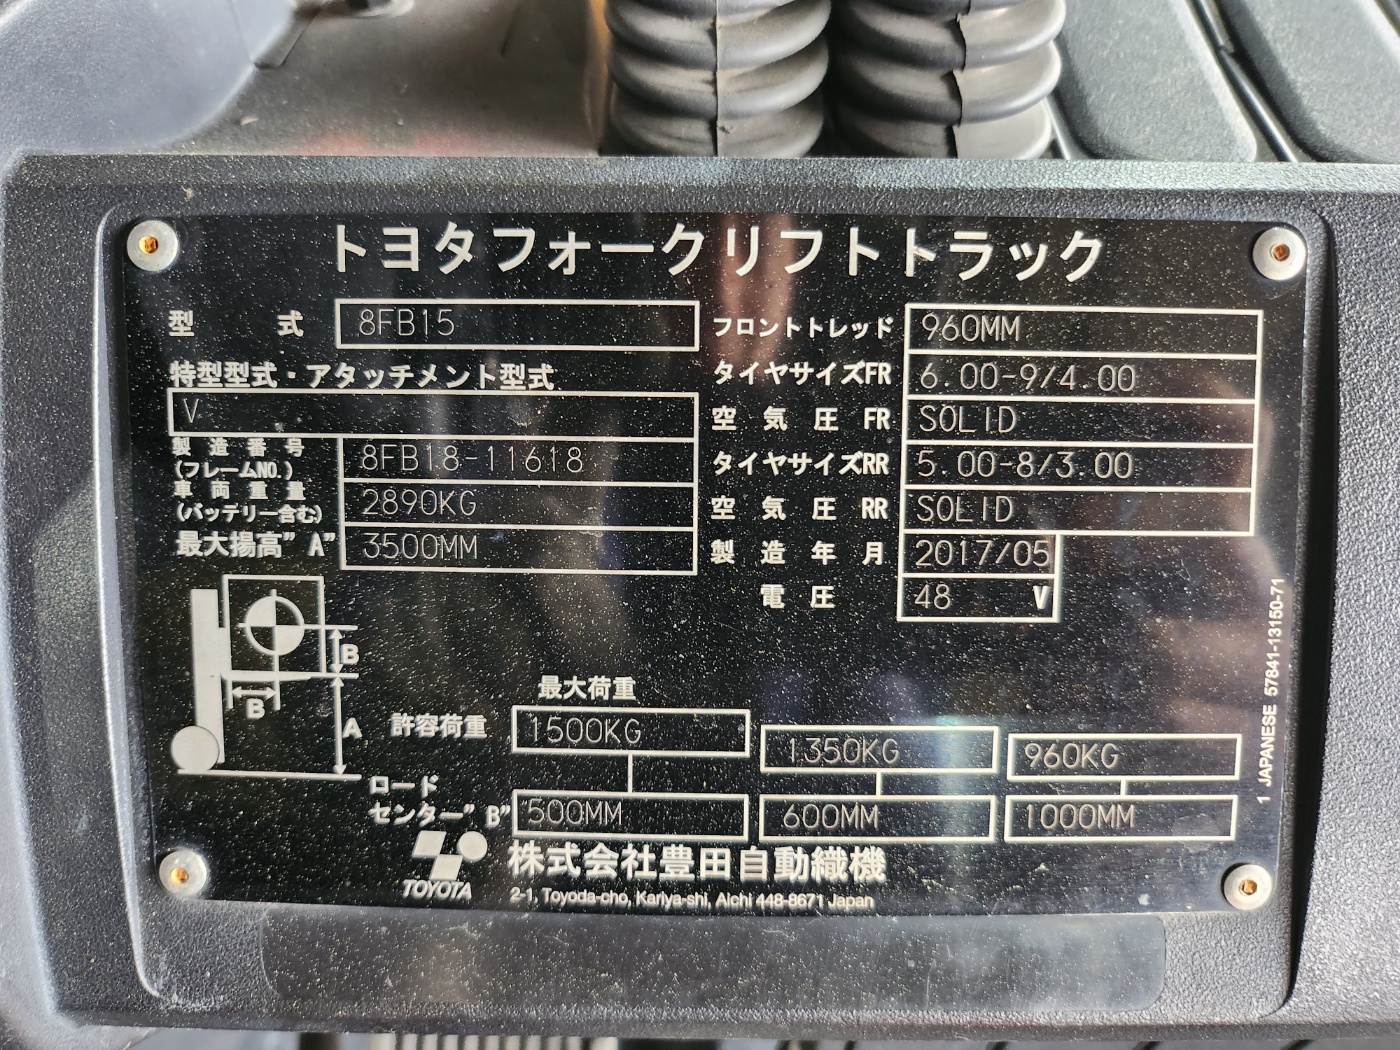 トヨタフォークリフトトラック
型 式 8FB15
特型型式・アタッチメント型式
V
製造番号
(フレームNO.) 8FB18-11618
車両重量
(バッテリー含む) 2890KG
最大揚高"A" 3500MM
フロントトレッド 960MM
タイヤサイズFR 6.00-9/4.00
空気圧 FR SOLID
タイヤサイズRR 5.00-8/3.00
空気圧 RR SOLID
製造年月 2017/05
電圧 48 V
B
B
A
最大荷重
許容荷重 1500KG 1350KG 960KG
ロード
センター"B" 500MM 600MM 1000MM
TOYOTA 株式会社豊田自動織機
2-1, Toyoda-cho, Kariya-shi, Aichi 448-8671 Japan
1 JAPANESE 57841-13150-71